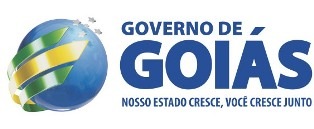 GOVERNO DE
GOIÁS
NOSSO ESTADO CRESCE, VOCÊ CRESCE JUNTO